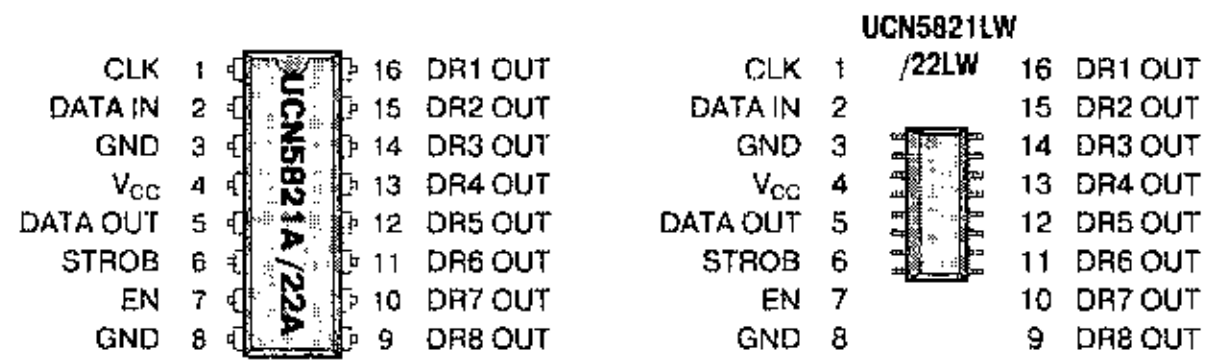 CLK 1 16 DR1 OUT
DATA IN 2 15 DR2 OUT
GND 3 14 DR3 OUT
VCC 4 13 DR4 OUT
DATA OUT 5 12 DR5 OUT
STROB 6 11 DR6 OUT
EN 7 10 DR7 OUT
GND 8 9 DR8 OUT
UCN5821A /22A
UCN5821LW
/22LW
CLK 1 16 DR1 OUT
DATA IN 2 15 DR2 OUT
GND 3 14 DR3 OUT
VCC 4 13 DR4 OUT
DATA OUT 5 12 DR5 OUT
STROB 6 11 DR6 OUT
EN 7 10 DR7 OUT
GND 8 9 DR8 OUT